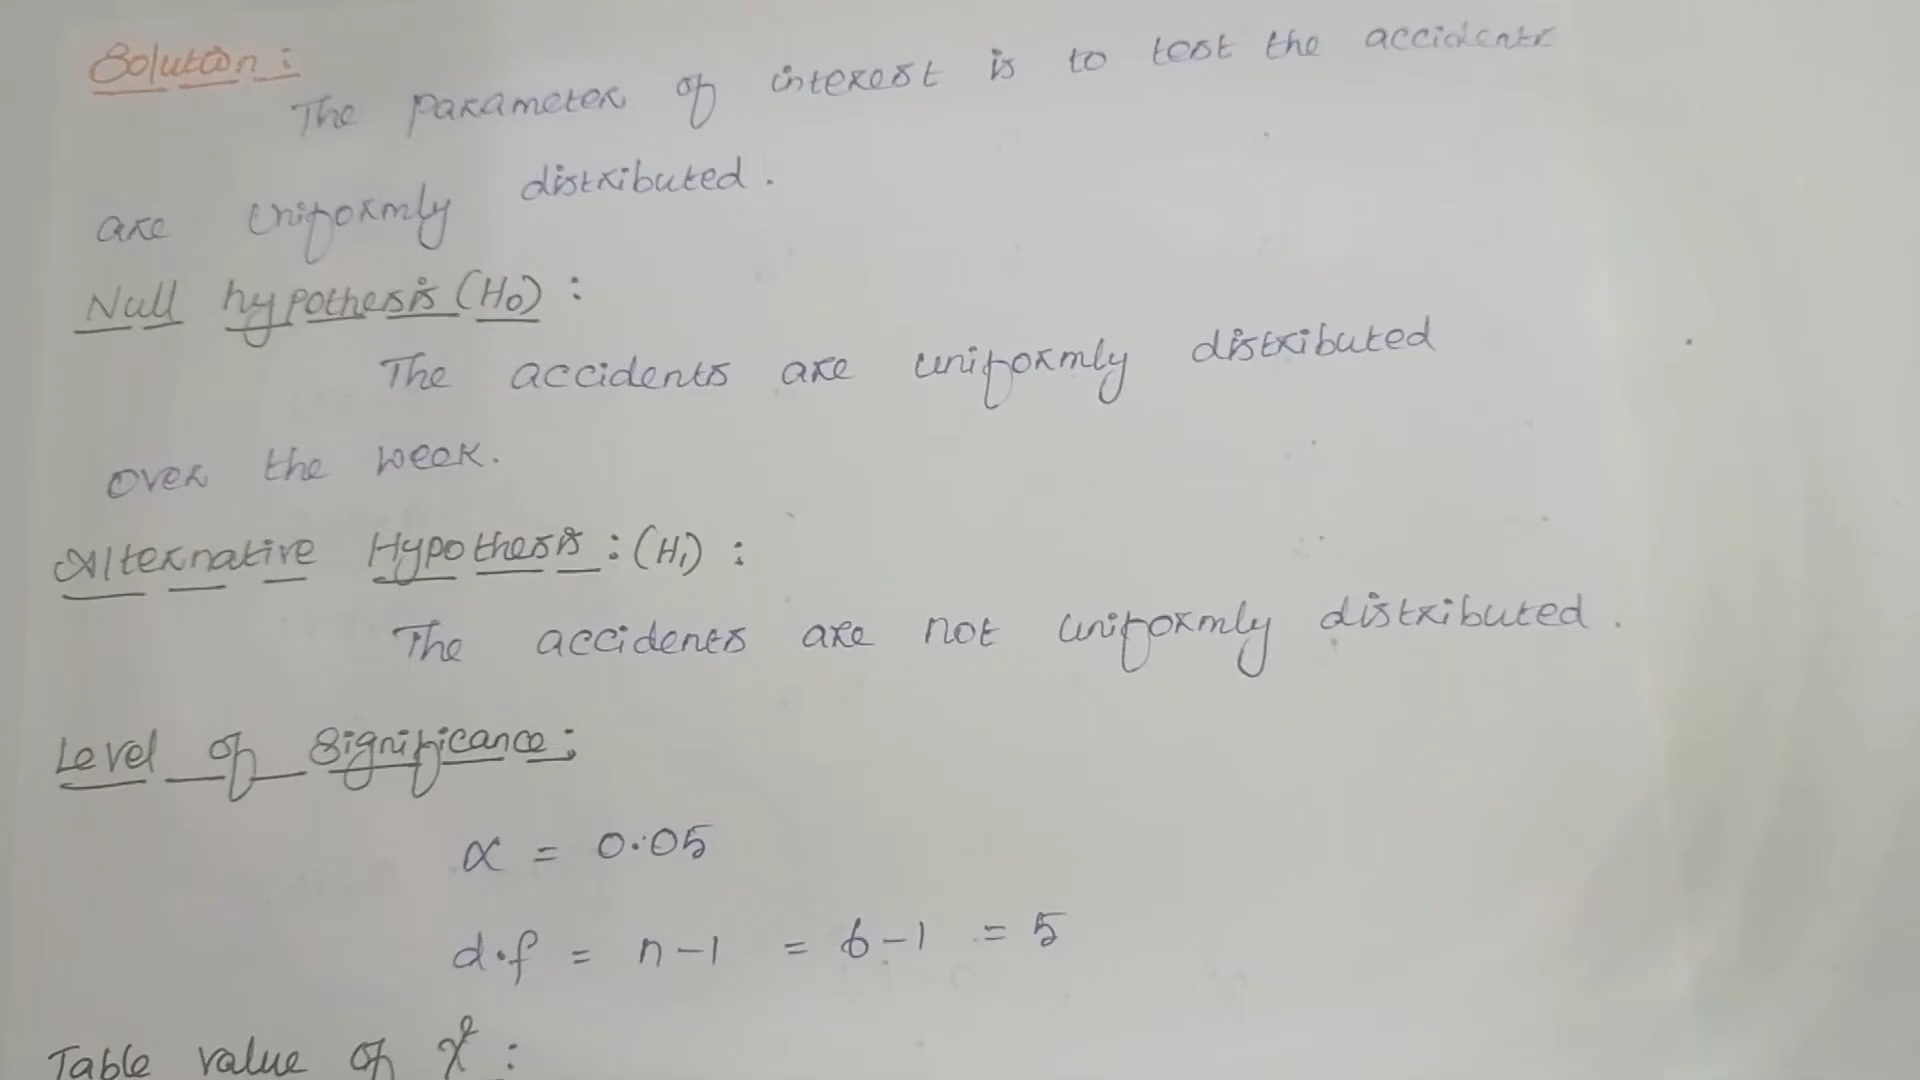 Solution :
The parameter of interest is to test the accidents
are uniformly distributed.
Null hypothesis (H0) :
The accidents are uniformly distributed
over the week.
Alternative Hypothesis : (H1) :
The accidents are not uniformly distributed.
Level of Significance :
α = 0.05
d.f = n-1 = 6-1 = 5
Table value of χ² :